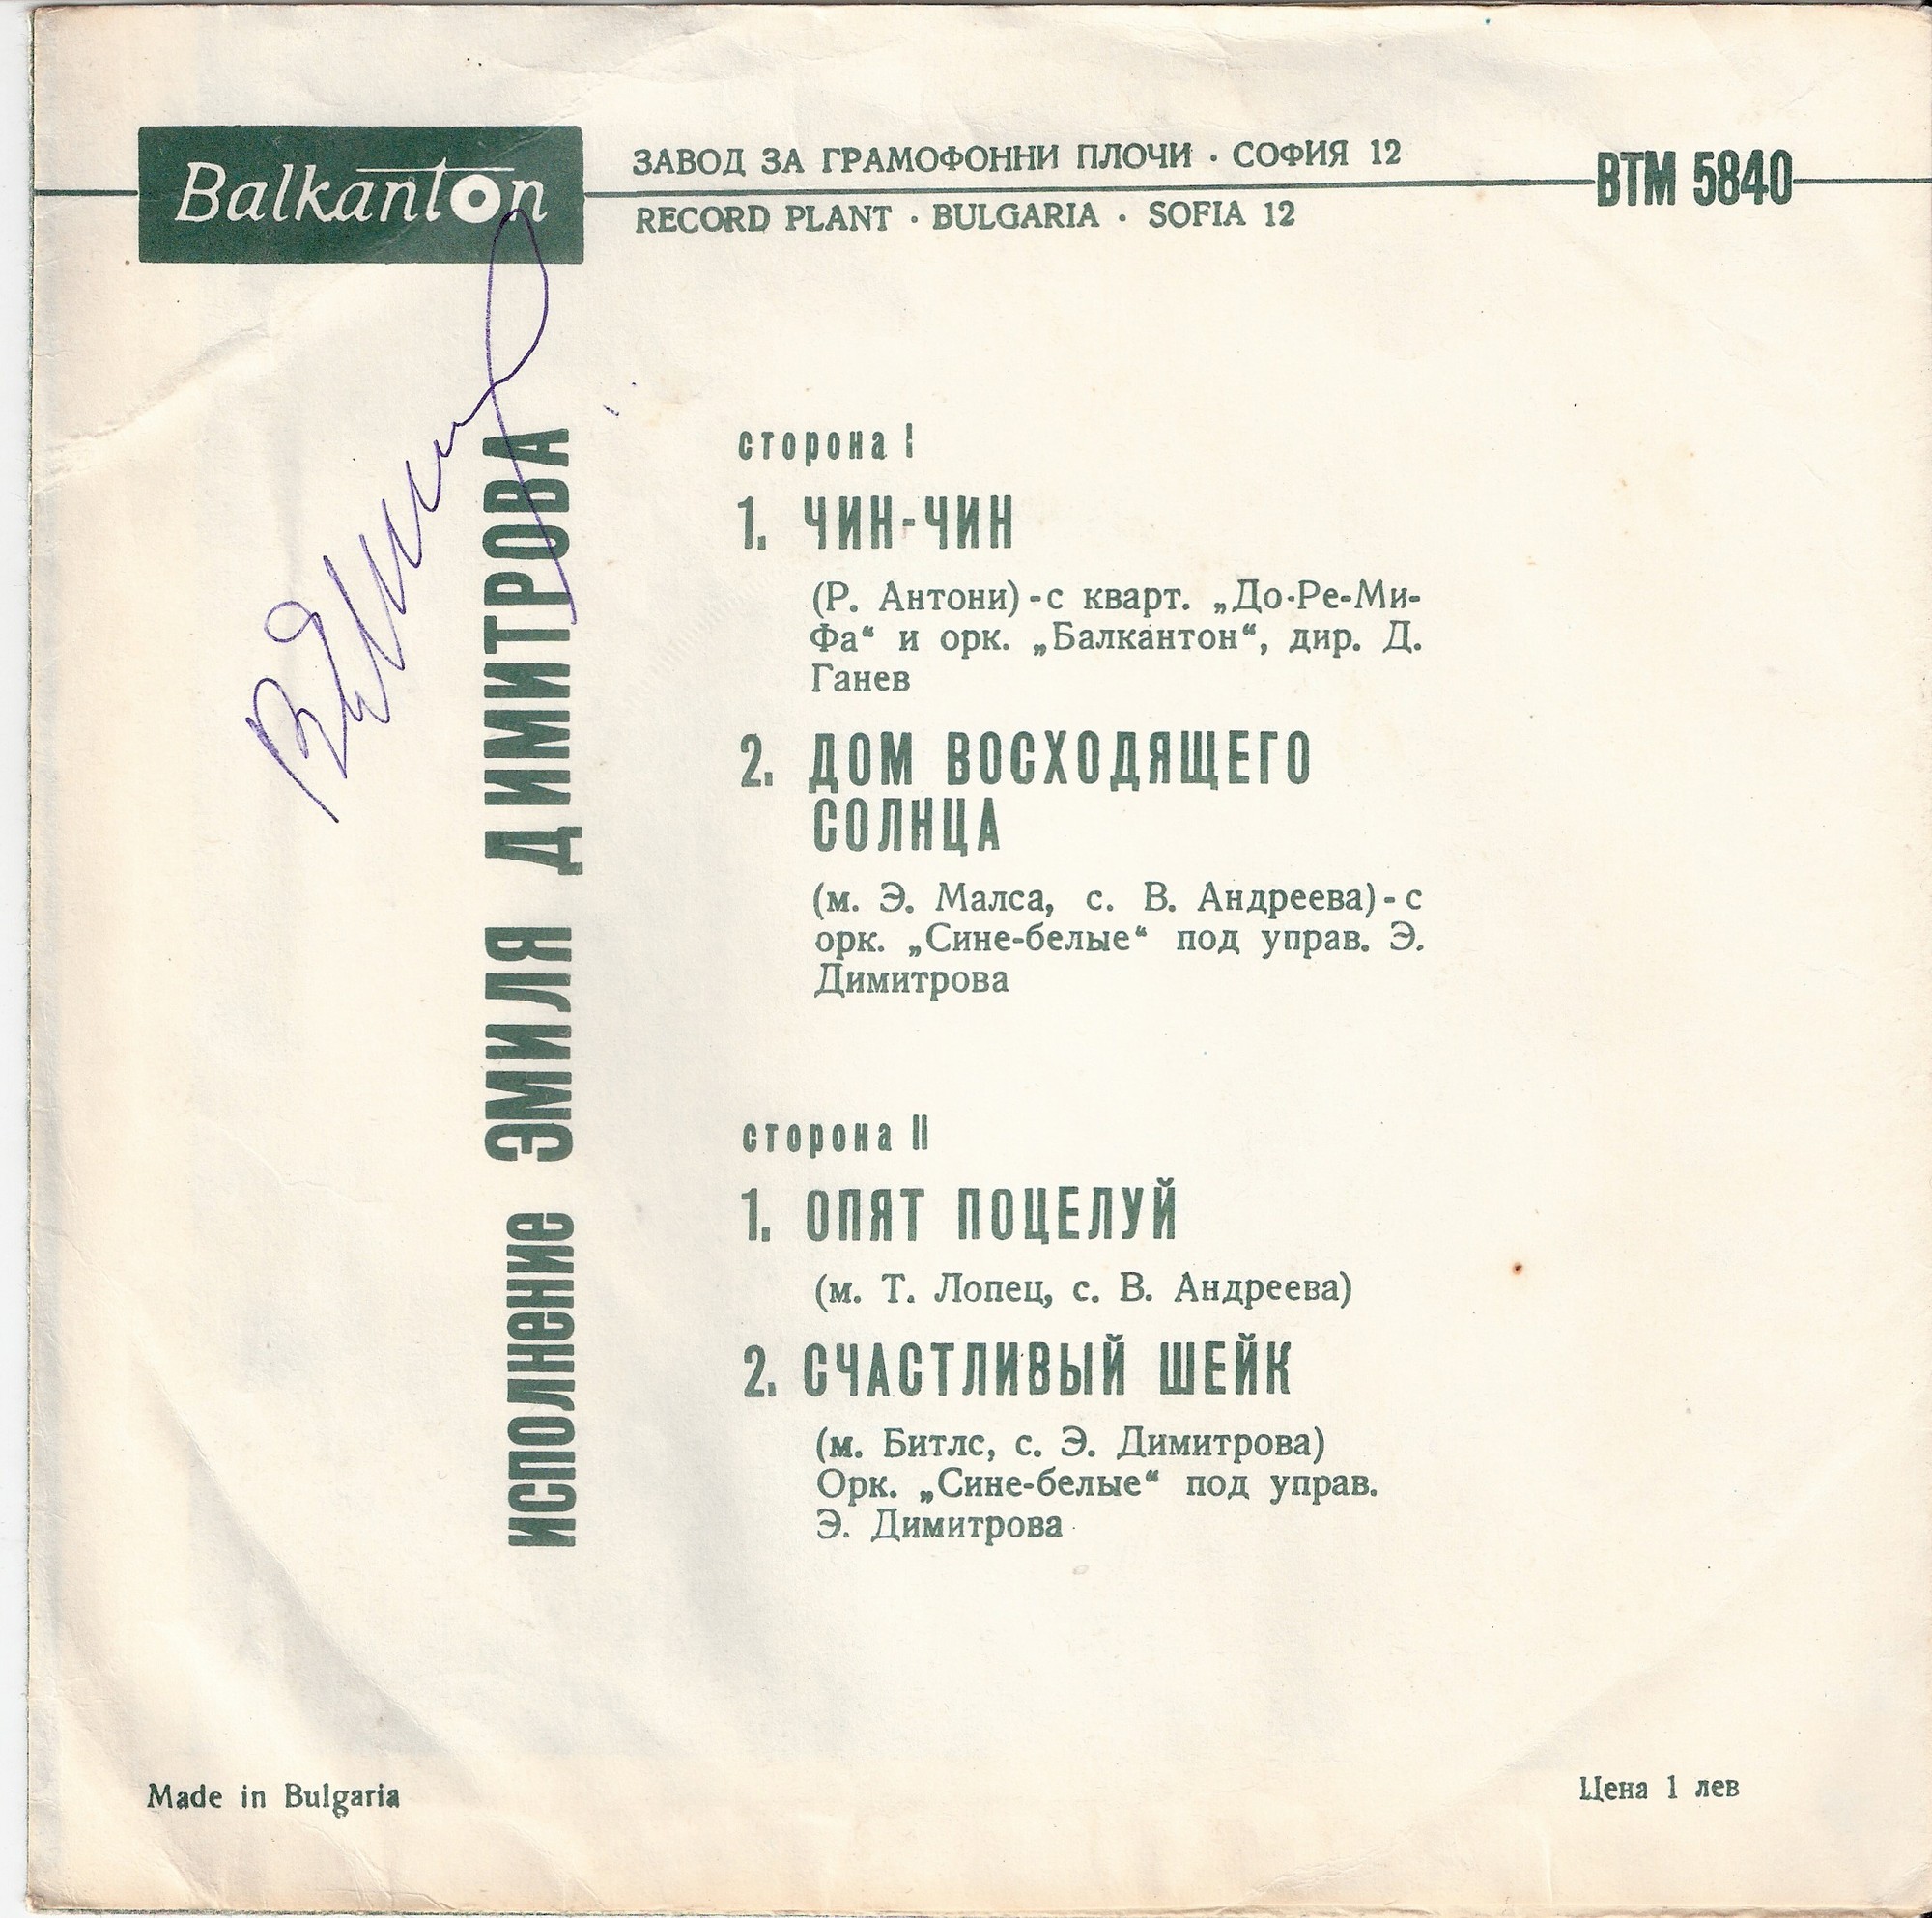 Balkanton
ЗАВОД ЗА ГРАМОФОННИ ПЛОЧИ · СОФИЯ 12
RECORD PLANT · BULGARIA · SOFIA 12
ВТМ 5840
исполнение ЭМИЛЯ ДИМИТРОВА
сторона I
1. ЧИН-ЧИН
(Р. Антони) - с кварт. „До-Ре-Ми-
Фа“ и орк. „Балкантон“, дир. Д.
Ганев
2. ДОМ ВОСХОДЯЩЕГО
СОЛНЦА
(м. Э. Малса, с. В. Андреева) - с
орк. „Сине-белые“ под управ. Э.
Димитрова
сторона II
1. ОПЯТ ПОЦЕЛУЙ
(м. Т. Лопец, с. В. Андреева)
2. СЧАСТЛИВЫЙ ШЕЙК
(м. Битлс, с. Э. Димитрова)
Орк. „Сине-белые“ под управ.
Э. Димитрова
Made in Bulgaria
Цена 1 лев